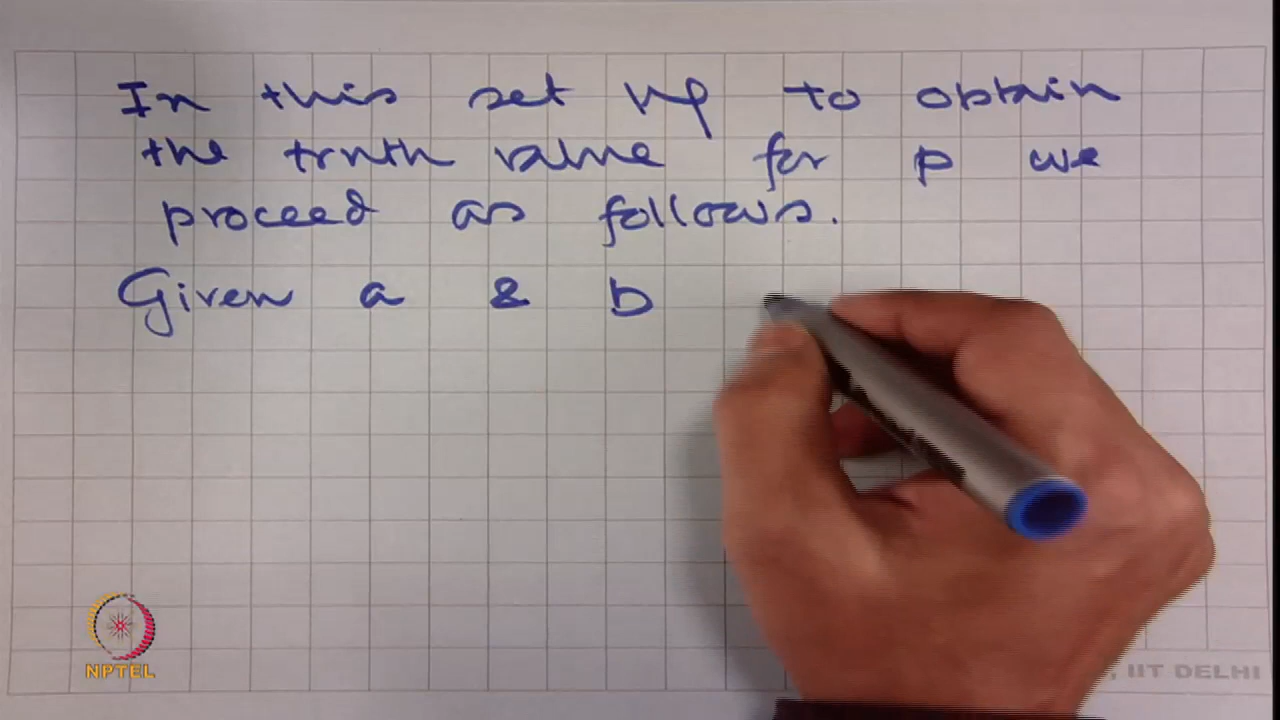 In this set up to obtain
the truth value for p we
proceed as follows.
Given a & b
NPTEL
, IIT DELHI